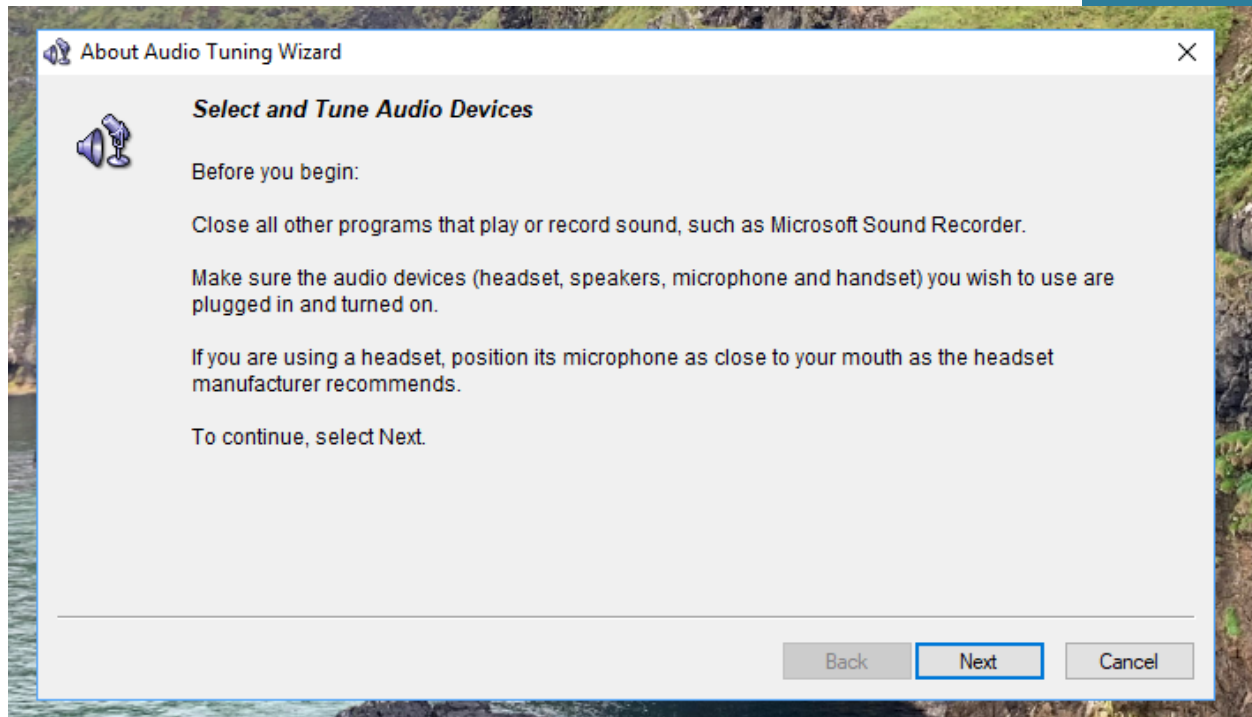 About Audio Tuning Wizard
Select and Tune Audio Devices
Before you begin:
Close all other programs that play or record sound, such as Microsoft Sound Recorder.
Make sure the audio devices (headset, speakers, microphone and handset) you wish to use are
plugged in and turned on.
If you are using a headset, position its microphone as close to your mouth as the headset
manufacturer recommends.
To continue, select Next.
Back
Next
Cancel